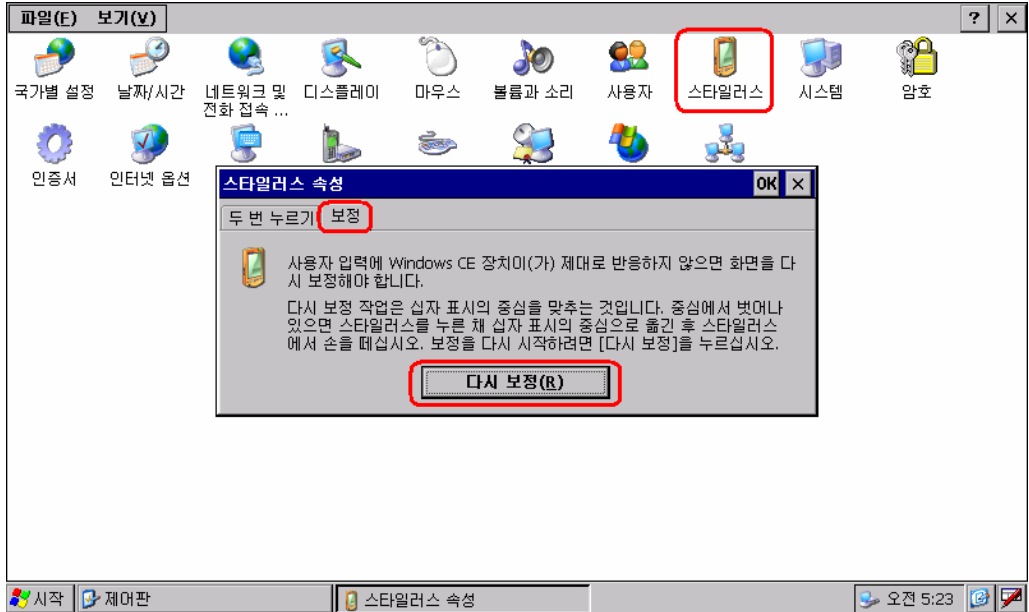 파일(F) 보기(V) ? ×
국가별 설정 날짜/시간 네트워크 및 디스플레이 마우스 볼륨과 소리 사용자 스타일러스 시스템 암호
전화 접속 ...
인증서 인터넷 옵션
스타일러스 속성 OK ×
두 번 누르기 보정
사용자 입력에 Windows CE 장치이(가) 제대로 반응하지 않으면 화면을 다
시 보정해야 합니다.
다시 보정 작업은 십자 표시의 중심을 맞추는 것입니다. 중심에서 벗어나
있으면 스타일러스를 누른 채 십자 표시의 중심으로 옮긴 후 스타일러스
에서 손을 떼십시오. 보정을 다시 시작하려면 [다시 보정]을 누르십시오.
다시 보정(R)
시작 제어판 스타일러스 속성 오전 5:23